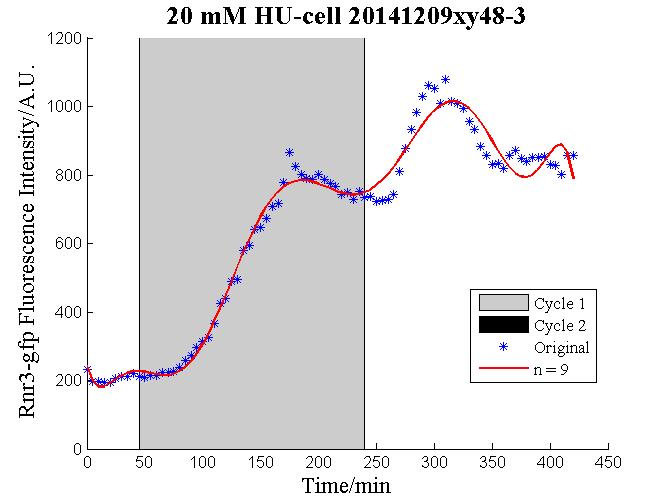 20 mM HU-cell 20141209xy48-3
Rnr3-gfp Fluorescence Intensity/A.U.
1200
1000
800
600
400
200
0
0 50 100 150 200 250 300 350 400 450
Time/min
Cycle 1
Cycle 2
Original
n = 9